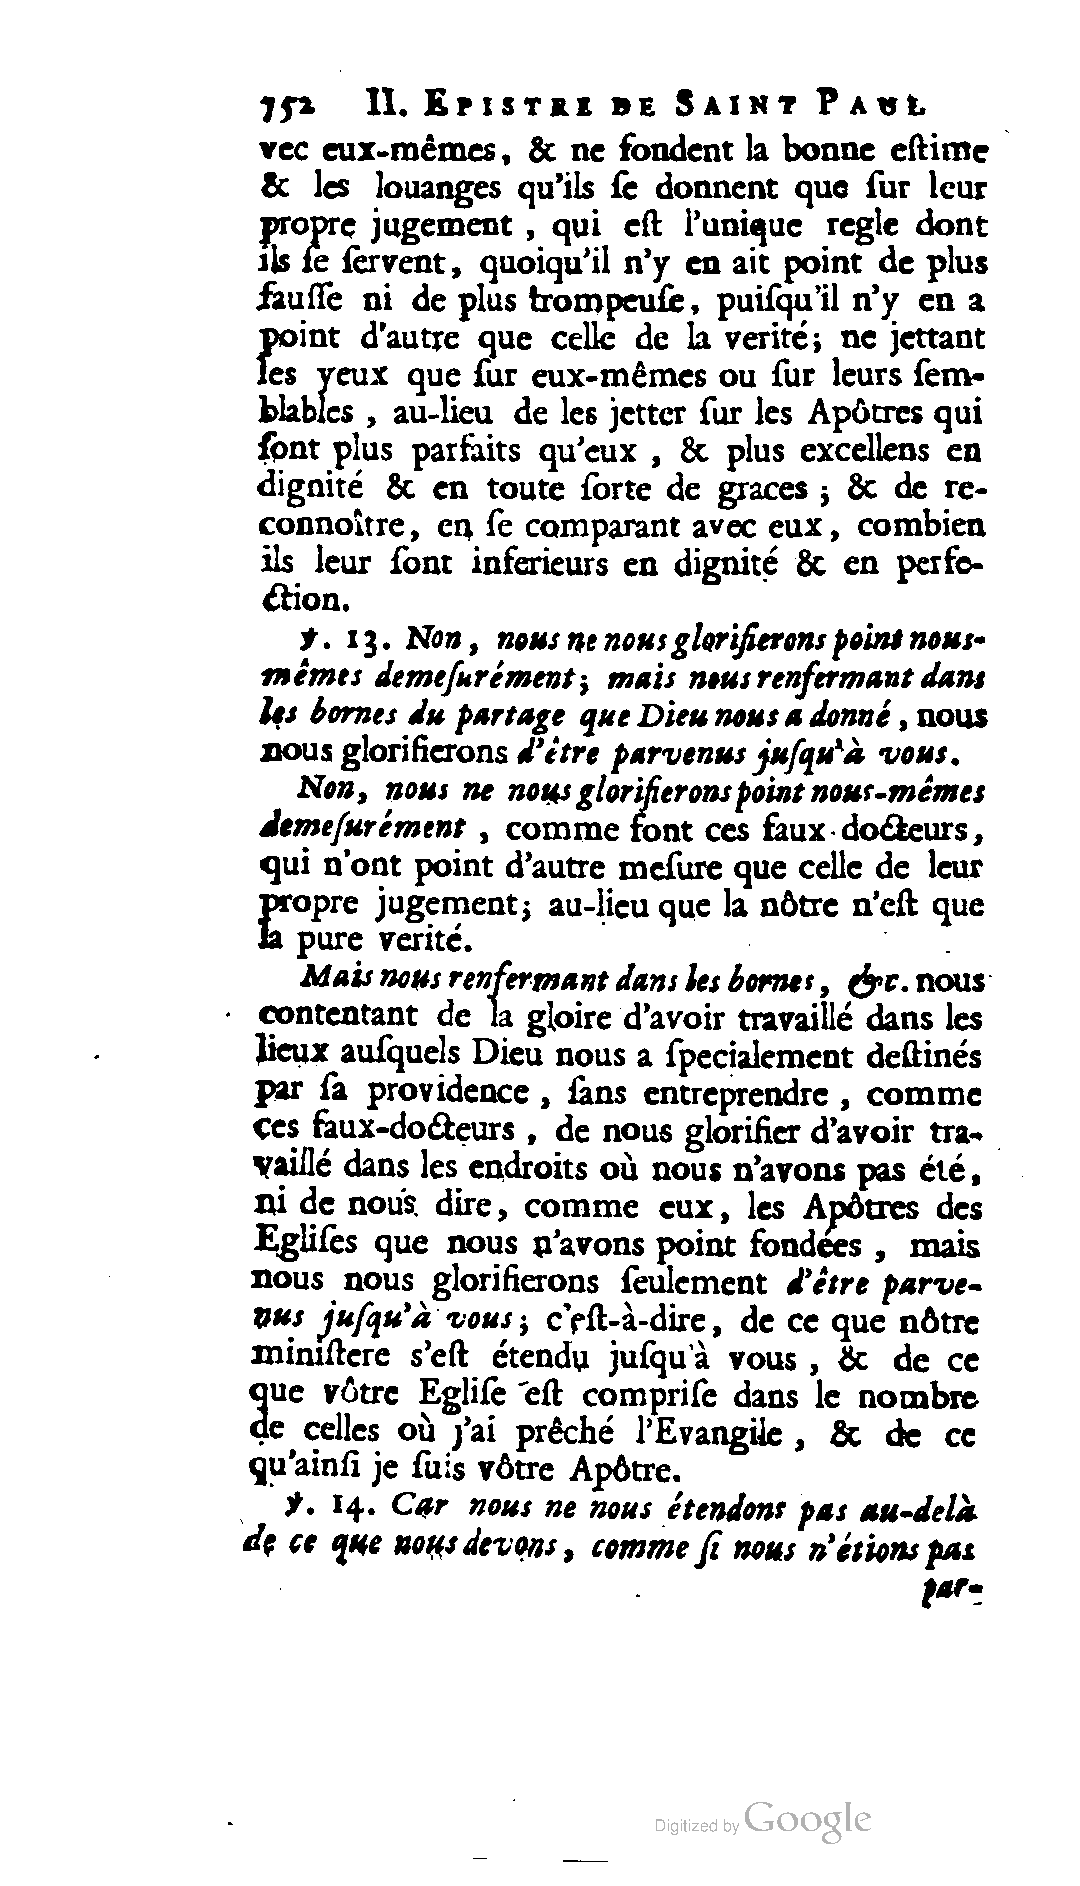 752 II. EPISTRE DE SAINT PAUL
vec eux-mêmes, & ne fondent la bonne eſtime
& les louanges qu'ils ſe donnent que ſur leur
propre jugement, qui eſt l'unique regle dont
ils ſe ſervent, quoiqu'il n'y en ait point de plus
fauſſe ni de plus trompeuſe, puiſqu'il n'y en a
point d'autre que celle de la verité; ne jettant
les yeux que ſur eux-mêmes ou ſur leurs ſem-
blables, au-lieu de les jetter ſur les Apôtres qui
ſont plus parfaits qu'eux, & plus excellens en
dignité & en toute ſorte de graces; & de re-
connoître, en ſe comparant avec eux, combien
ils leur ſont inferieurs en dignité & en perfe-
ction.
℣. 13. Non, nous ne nous glorifierons point nous-
mêmes demeſurément; mais nous renfermant dans
les bornes du partage que Dieu nous a donné, nous
nous glorifierons d'être parvenus juſqu'à vous.
Non, nous ne nous glorifierons point nous-mêmes
demeſurément, comme font ces faux-docteurs,
qui n'ont point d'autre meſure que celle de leur
propre jugement; au-lieu que la nôtre n'eſt que
la pure verité.
Mais nous renfermant dans les bornes, &c. nous
contentant de la gloire d'avoir travaillé dans les
lieux auſquels Dieu nous a ſpecialement deſtinés
par ſa providence, ſans entreprendre, comme
ces faux-docteurs, de nous glorifier d'avoir tra-
vaillé dans les endroits où nous n'avons pas été,
ni de nous dire, comme eux, les Apôtres des
Egliſes que nous n'avons point fondées, mais
nous nous glorifierons ſeulement d'être parve-
nus juſqu'à vous; c'eſt-à-dire, de ce que nôtre
miniſtere s'eſt étendu juſqu'à vous, & de ce
que vôtre Egliſe eſt compriſe dans le nombre
de celles où j'ai prêché l'Evangile, & de ce
qu'ainſi je ſuis vôtre Apôtre.
℣. 14. Car nous ne nous étendons pas au-delà
de ce que nous devons, comme ſi nous n'étions pas
par-
Digitized by Google